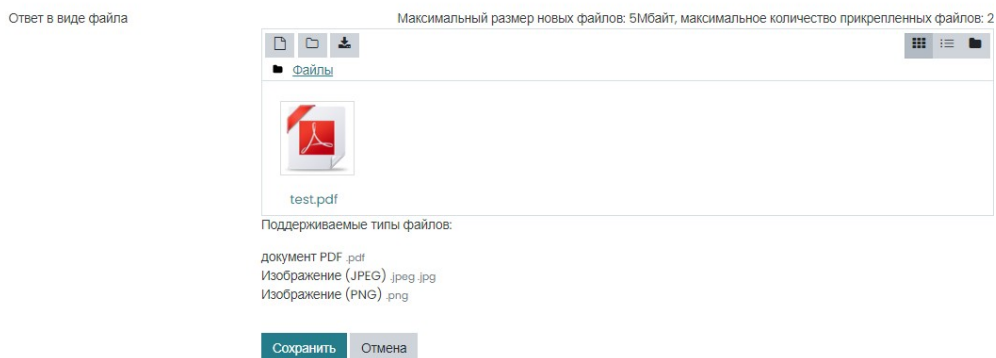 Ответ в виде файла
Максимальный размер новых файлов: 5Мбайт, максимальное количество прикрепленных файлов: 2
Файлы
test.pdf
Поддерживаемые типы файлов:
документ PDF .pdf
Изображение (JPEG) .jpeg .jpg
Изображение (PNG) .png
Сохранить Отмена